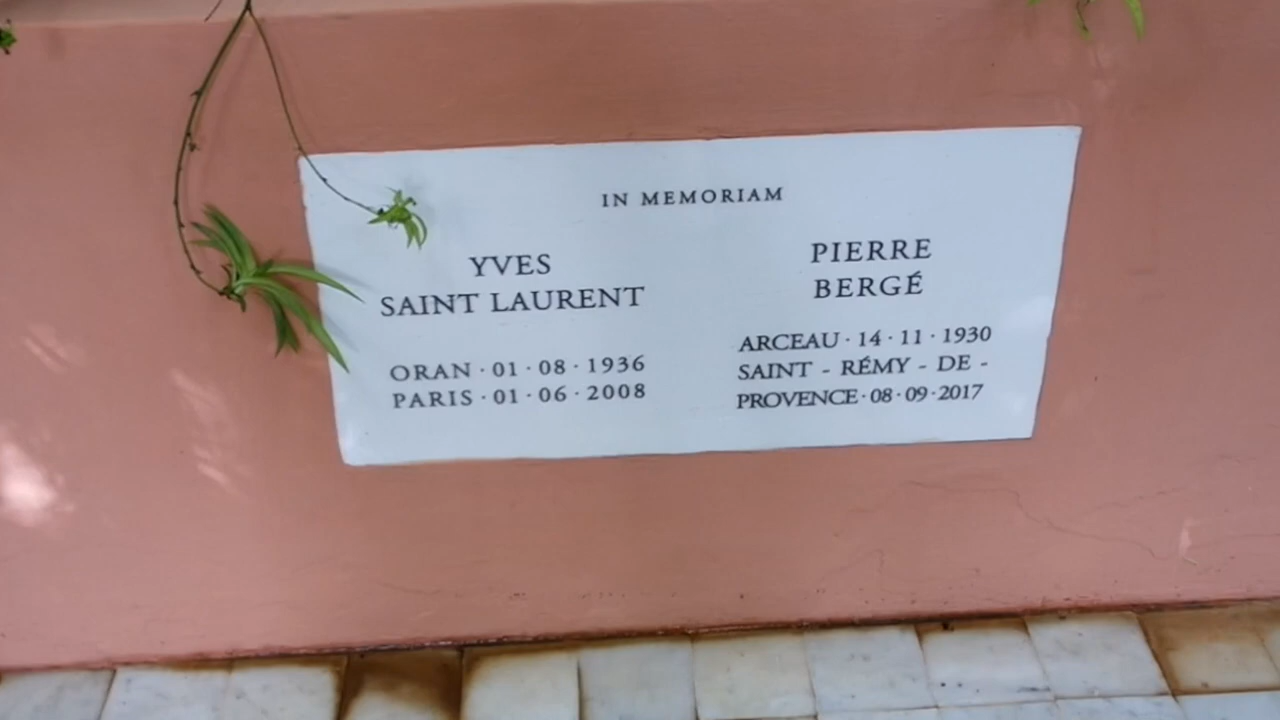 IN MEMORIAM
YVES
SAINT LAURENT
ORAN · 01 · 08 · 1936
PARIS · 01 · 06 · 2008
PIERRE
BERGÉ
ARCEAU · 14 · 11 · 1930
SAINT - RÉMY - DE -
PROVENCE · 08 · 09 · 2017